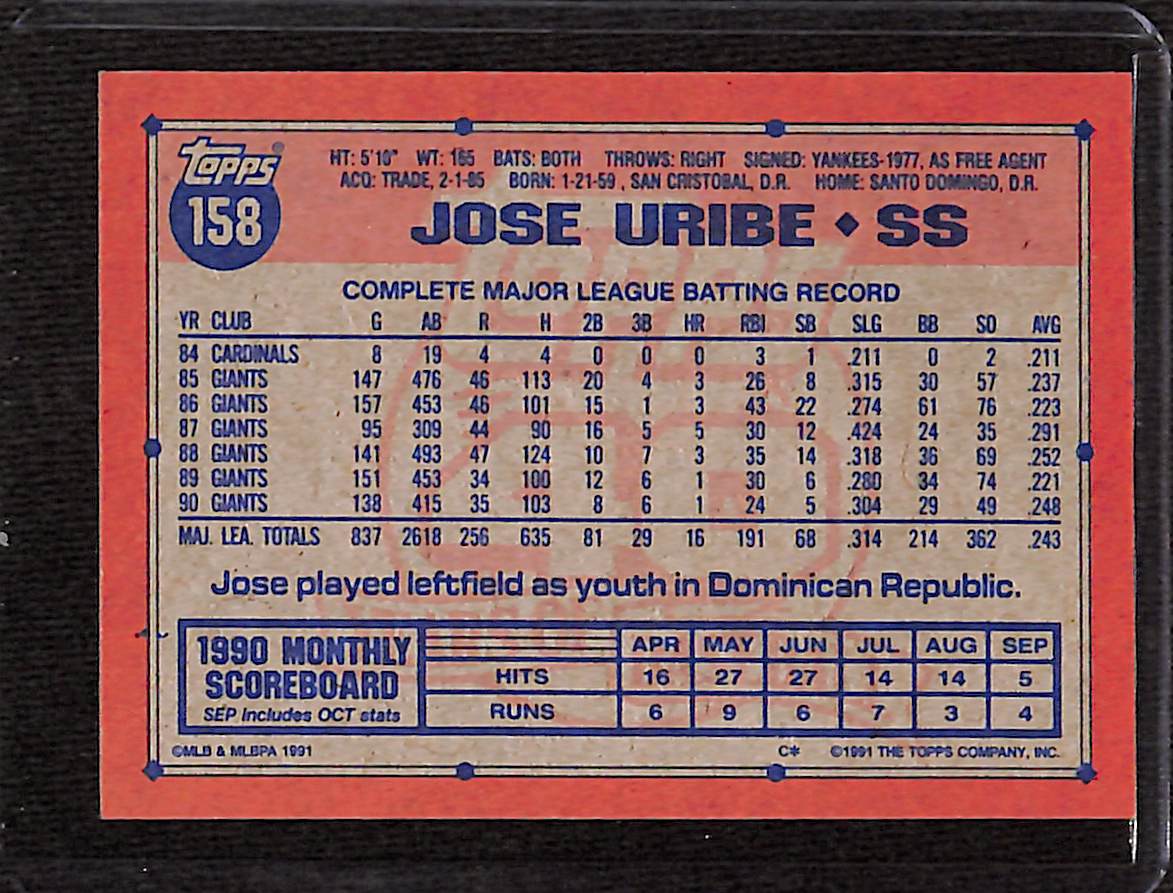 TOPPS®
158
HT: 5'10" WT: 165 BATS: BOTH THROWS: RIGHT SIGNED: YANKEES-1977, AS FREE AGENT
ACQ: TRADE, 2-1-85 BORN: 1-21-59 , SAN CRISTOBAL, D.R. HOME: SANTO DOMINGO, D.R.
JOSE URIBE ♦ SS
COMPLETE MAJOR LEAGUE BATTING RECORD
YR CLUB G AB R H 2B 3B HR RBI SB SLG BB SO AVG
84 CARDINALS 8 19 4 4 0 0 0 3 1 .211 0 2 .211
85 GIANTS 147 476 46 113 20 4 3 26 8 .315 30 57 .237
86 GIANTS 157 453 46 101 15 1 3 43 22 .274 61 76 .223
87 GIANTS 95 309 44 90 16 5 5 30 12 .424 24 35 .291
88 GIANTS 141 493 47 124 10 7 3 35 14 .318 36 69 .252
89 GIANTS 151 453 34 100 12 6 1 30 6 .280 34 74 .221
90 GIANTS 138 415 35 103 8 6 1 24 5 .304 29 49 .248
MAJ. LEA. TOTALS 837 2618 256 635 81 29 16 191 68 .314 214 362 .243
Jose played leftfield as youth in Dominican Republic.
1990 MONTHLY SCOREBOARD
SEP includes OCT stats
APR MAY JUN JUL AUG SEP
HITS 16 27 27 14 14 5
RUNS 6 9 6 7 3 4
©MLB & MLBPA 1991 C* ©1991 THE TOPPS COMPANY, INC.